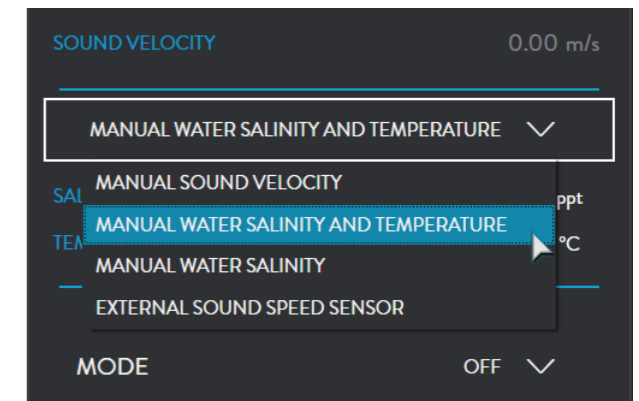 SOUND VELOCITY 0.00 m/s
MANUAL WATER SALINITY AND TEMPERATURE
MANUAL SOUND VELOCITY
ppt
MANUAL WATER SALINITY AND TEMPERATURE
°C
MANUAL WATER SALINITY
EXTERNAL SOUND SPEED SENSOR
MODE OFF